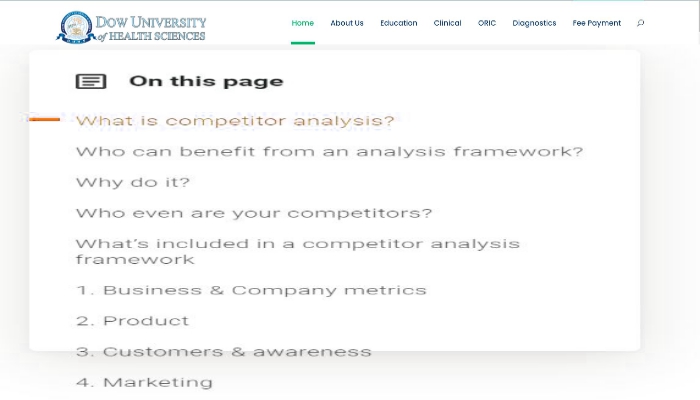 DOW UNIVERSITY
of HEALTH SCIENCES
Home About Us Education Clinical ORIC Diagnostics Fee Payment
On this page
What is competitor analysis?
Who can benefit from an analysis framework?
Why do it?
Who even are your competitors?
What's included in a competitor analysis
framework
1. Business & Company metrics
2. Product
3. Customers & awareness
4. Marketing